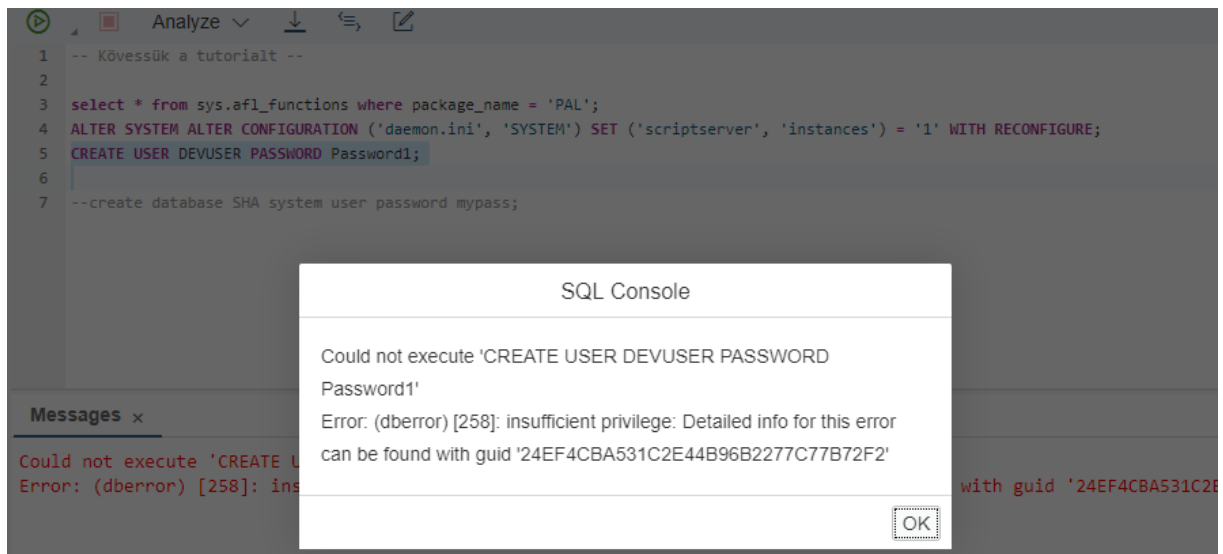 Analyze
1 -- Kövessük a tutorialt --
2
3 select * from sys.afl_functions where package_name = 'PAL';
4 ALTER SYSTEM ALTER CONFIGURATION ('daemon.ini', 'SYSTEM') SET ('scriptserver', 'instances') = '1' WITH RECONFIGURE;
5 CREATE USER DEVUSER PASSWORD Password1;
6
7 --create database SHA system user password mypass;
SQL Console
Could not execute 'CREATE USER DEVUSER PASSWORD
Password1'
Error: (dberror) [258]: insufficient privilege: Detailed info for this error
can be found with guid '24EF4CBA531C2E44B96B2277C77B72F2'
OK
Messages ×
Could not execute 'CREATE U
Error: (dberror) [258]: ins with guid '24EF4CBA531C2E